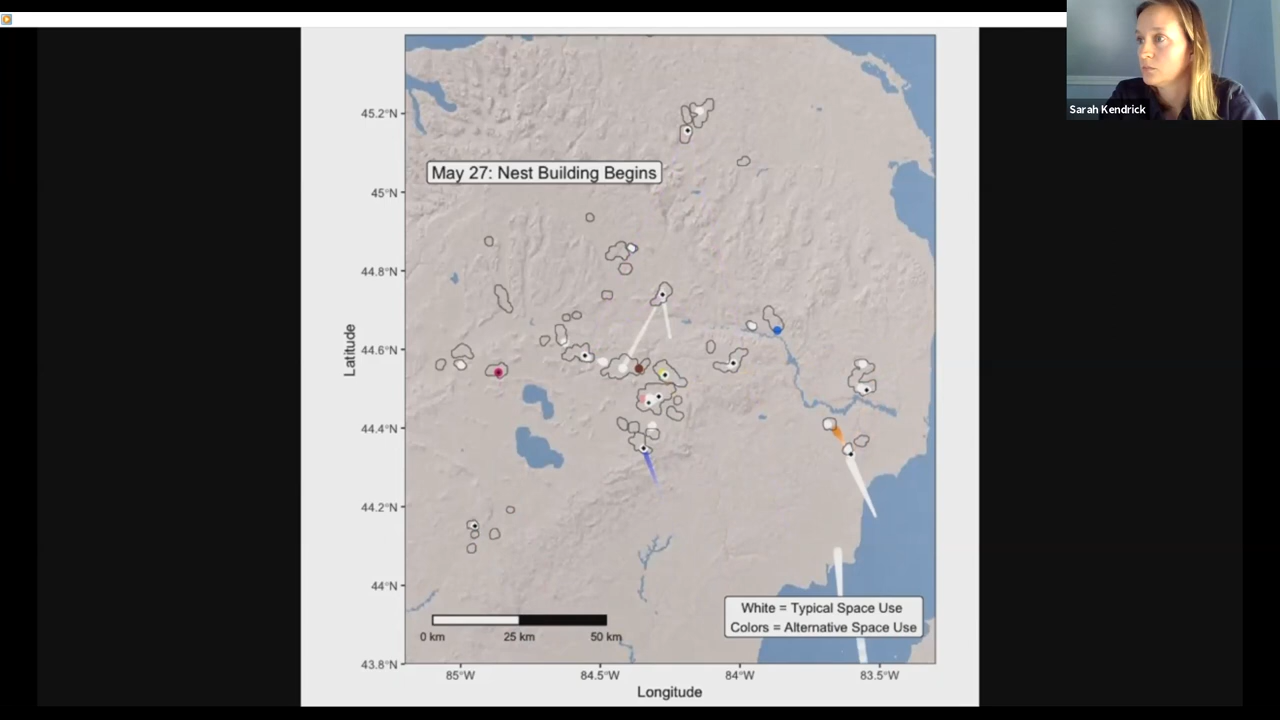 Sarah Kendrick
45.2°N
May 27: Nest Building Begins
45°N
44.8°N
44.6°N
44.4°N
44.2°N
44°N
43.8°N
Latitude
White = Typical Space Use
Colors = Alternative Space Use
0 km
25 km
50 km
85°W
84.5°W
84°W
83.5°W
Longitude